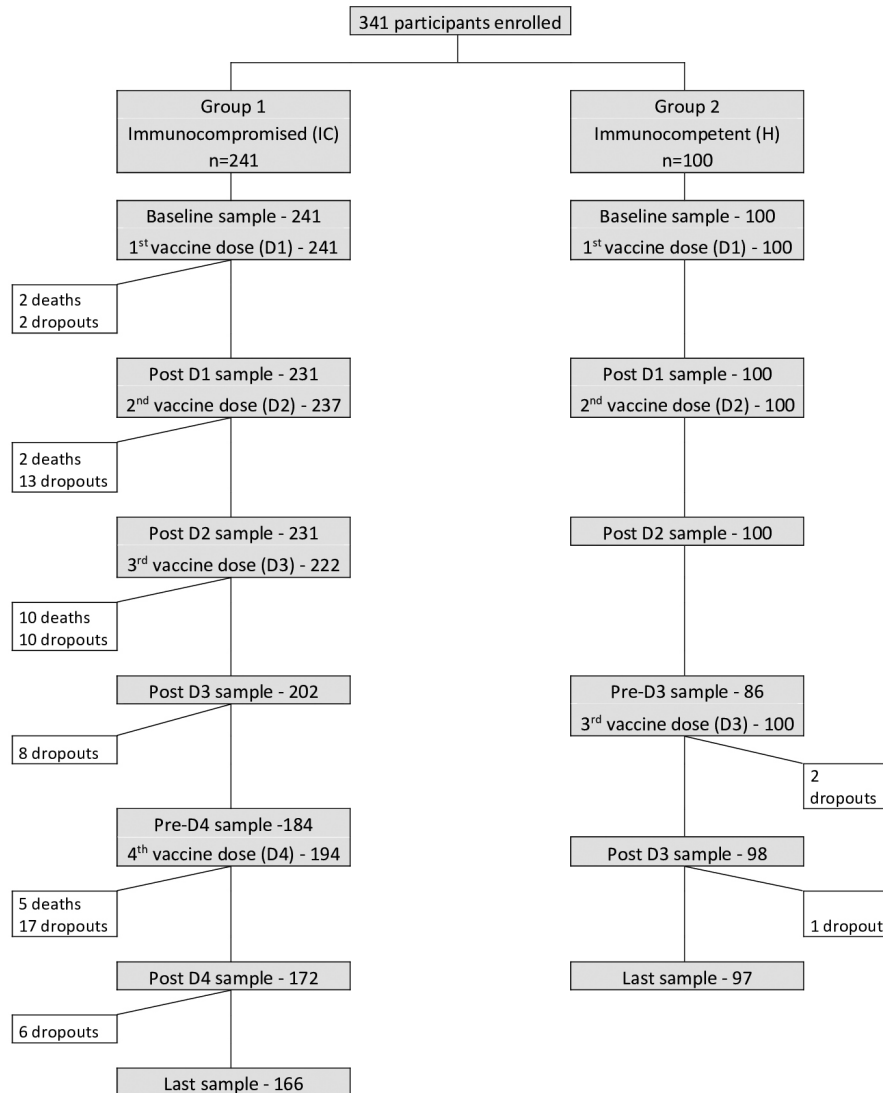 341 participants enrolled
Group 1
Immunocompromised (IC)
n=241
Baseline sample - 241
1st vaccine dose (D1) - 241
2 deaths
2 dropouts
Post D1 sample - 231
2nd vaccine dose (D2) - 237
2 deaths
13 dropouts
Post D2 sample - 231
3rd vaccine dose (D3) - 222
10 deaths
10 dropouts
Post D3 sample - 202
8 dropouts
Pre-D4 sample -184
4th vaccine dose (D4) - 194
5 deaths
17 dropouts
Post D4 sample - 172
6 dropouts
Last sample - 166
Group 2
Immunocompetent (H)
n=100
Baseline sample - 100
1st vaccine dose (D1) - 100
Post D1 sample - 100
2nd vaccine dose (D2) - 100
Post D2 sample - 100
Pre-D3 sample - 86
3rd vaccine dose (D3) - 100
2
dropouts
Post D3 sample - 98
1 dropout
Last sample - 97